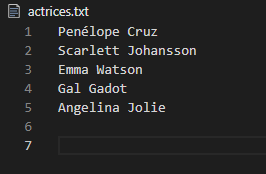 actrices.txt
1 Penélope Cruz
2 Scarlett Johansson
3 Emma Watson
4 Gal Gadot
5 Angelina Jolie
6
7